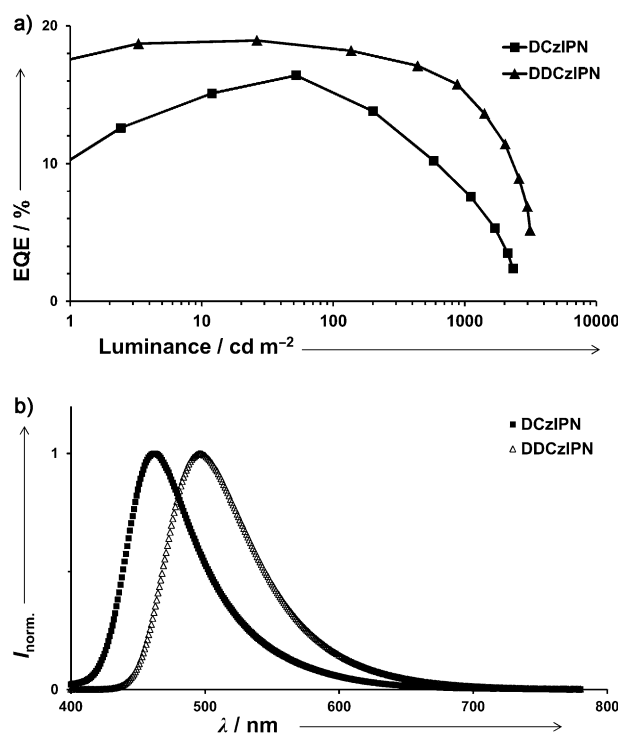 a)
20
10
0
EQE / %
DCzIPN
DDCzIPN
1 10 100 1000 10000
Luminance / cd m⁻²
b)
1
0
I norm.
DCzIPN
DDCzIPN
400 500 600 700 800
λ / nm